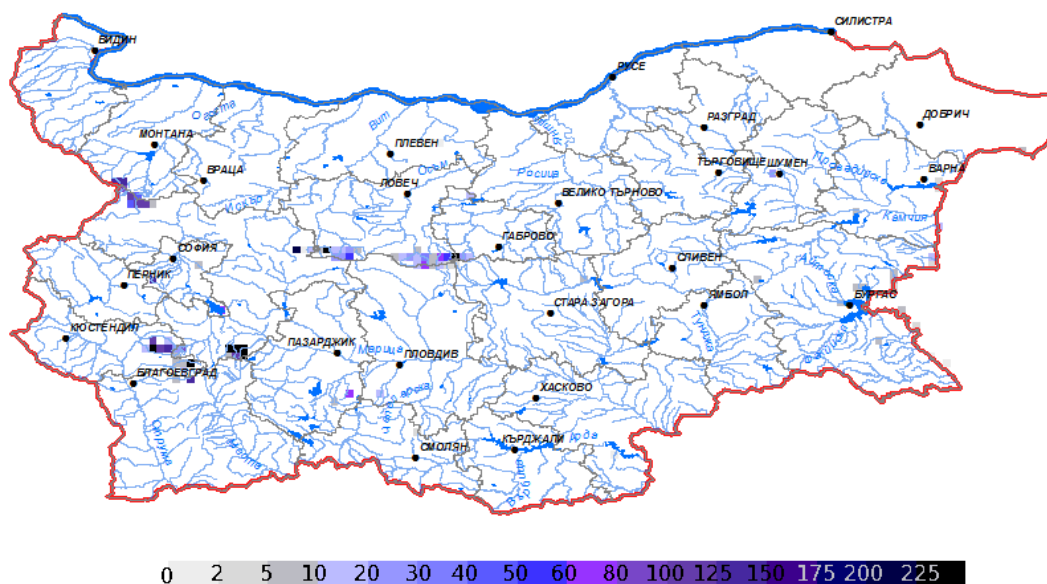 СИЛИСТРА
ВИДИН
РУСЕ
Огоста
ДОБРИЧ
Вит
РАЗГРАД
МОНТАНА
ПЛЕВЕН
ВРАЦА
Осъм
Росица
ТЪРГОВИЩЕ
ШУМЕН
ВАРНА
ЛОВЕЧ
ВЕЛИКО ТЪРНОВО
Искър
Камчия
СОФИЯ
ГАБРОВО
СЛИВЕН
ПЕРНИК
СТАРА ЗАГОРА
ЯМБОЛ
БУРГАС
КЮСТЕНДИЛ
ПАЗАРДЖИК
Марица
ПЛОВДИВ
БЛАГОЕВГРАД
ХАСКОВО
Струма
Места
СМОЛЯН
КЪРДЖАЛИ
Арда
0 2 5 10 20 30 40 50 60 80 100 125 150 175 200 225